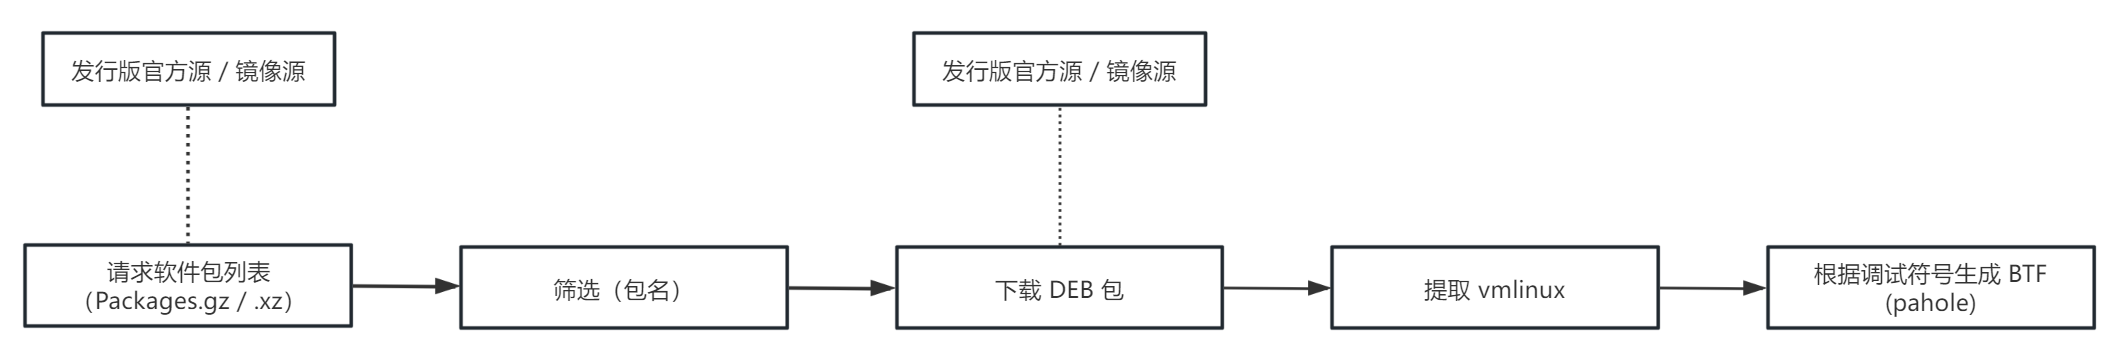 发行版官方源 / 镜像源
发行版官方源 / 镜像源
请求软件包列表
（Packages.gz / .xz）
筛选（包名）
下载 DEB 包
提取 vmlinux
根据调试符号生成 BTF
(pahole)